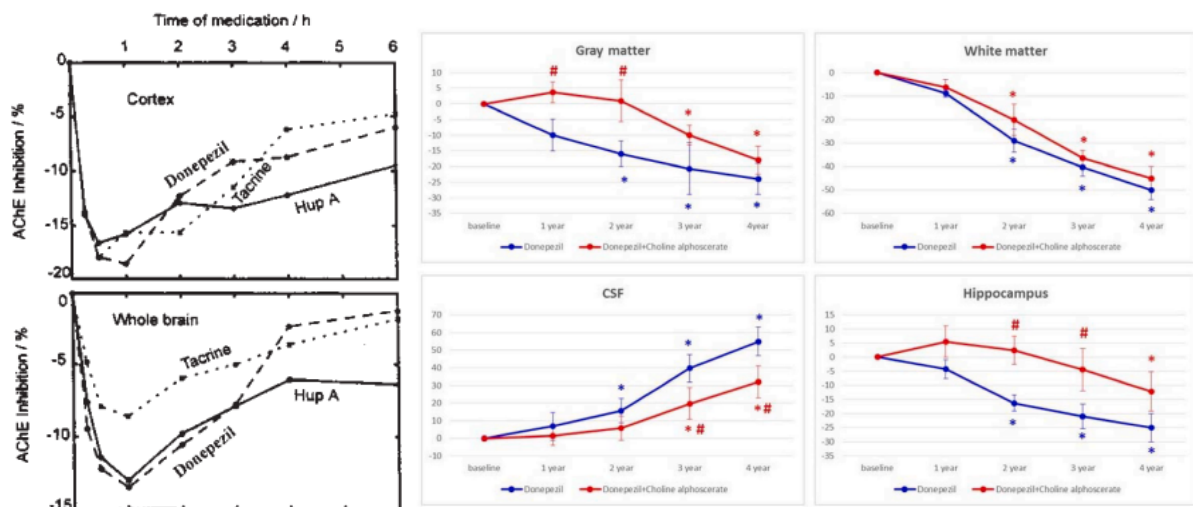 Time of medication / h
1 2 3 4 5 6
AChE Inhibition / %
0
-5
-10
-15
-20
Cortex
Donepezil
Tacrine
Hup A
AChE Inhibition / %
0
-5
-10
-15
Whole brain
Tacrine
Hup A
Donepezil
Gray matter
10
5
0
-5
-10
-15
-20
-25
-30
-35
# #
* *
* * *
baseline 1 year 2 year 3 year 4year
Donepezil Donepezil+Choline alphoscerate
White matter
0
-10
-20
-30
-40
-50
-60
* * *
* * *
baseline 1 year 2 year 3 year 4 year
Donepezil Donepezil+Choline alphoscerate
CSF
70
60
50
40
30
20
10
0
-10
* * *
*# *#
baseline 1 year 2 year 3 year 4 year
Donepezil Donepezil+Choline alphoscerate
Hippocampus
15
10
5
0
-5
-10
-15
-20
-25
-30
-35
# # *
* * *
baseline 1 year 2 year 3 year 4 year
Donepezil Donepezil+Choline alphoscerate